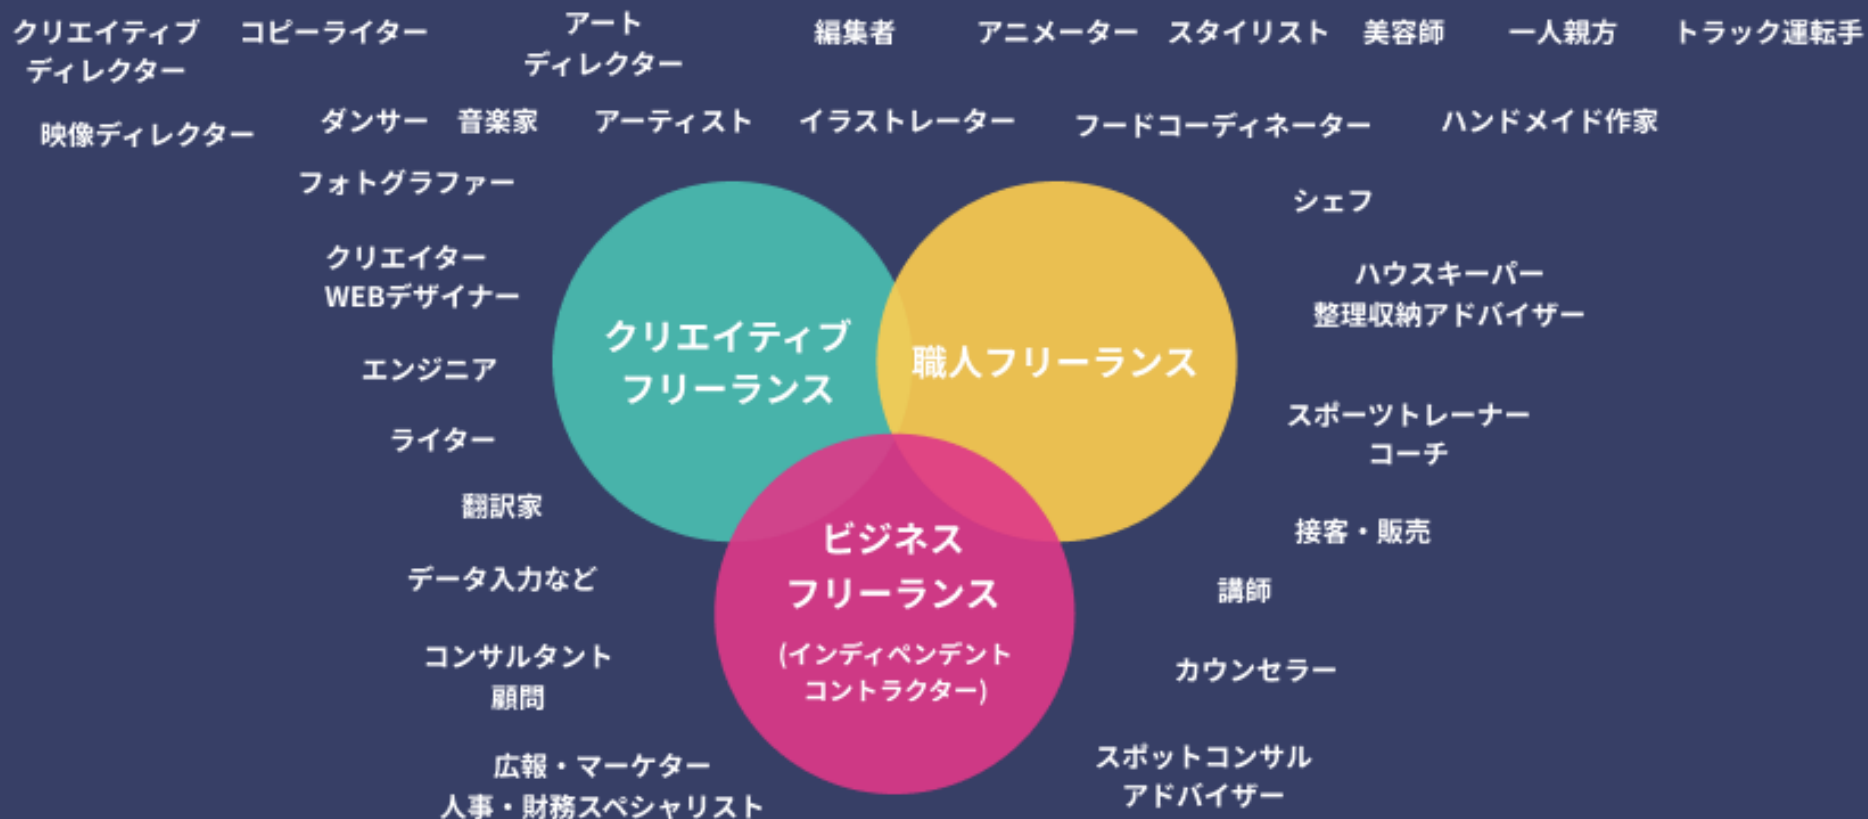 クリエイティブ
ディレクター
コピーライター
アート
ディレクター
編集者
アニメーター
スタイリスト
美容師
一人親方
トラック運転手
映像ディレクター
ダンサー
音楽家
アーティスト
イラストレーター
フードコーディネーター
ハンドメイド作家
フォトグラファー
シェフ
クリエイター
WEBデザイナー
ハウスキーパー
整理収納アドバイザー
クリエイティブ
フリーランス
職人フリーランス
エンジニア
スポーツトレーナー
コーチ
ライター
翻訳家
接客・販売
ビジネス
フリーランス
(インディペンデント
コントラクター)
データ入力など
講師
コンサルタント
顧問
カウンセラー
広報・マーケター
人事・財務スペシャリスト
スポットコンサル
アドバイザー